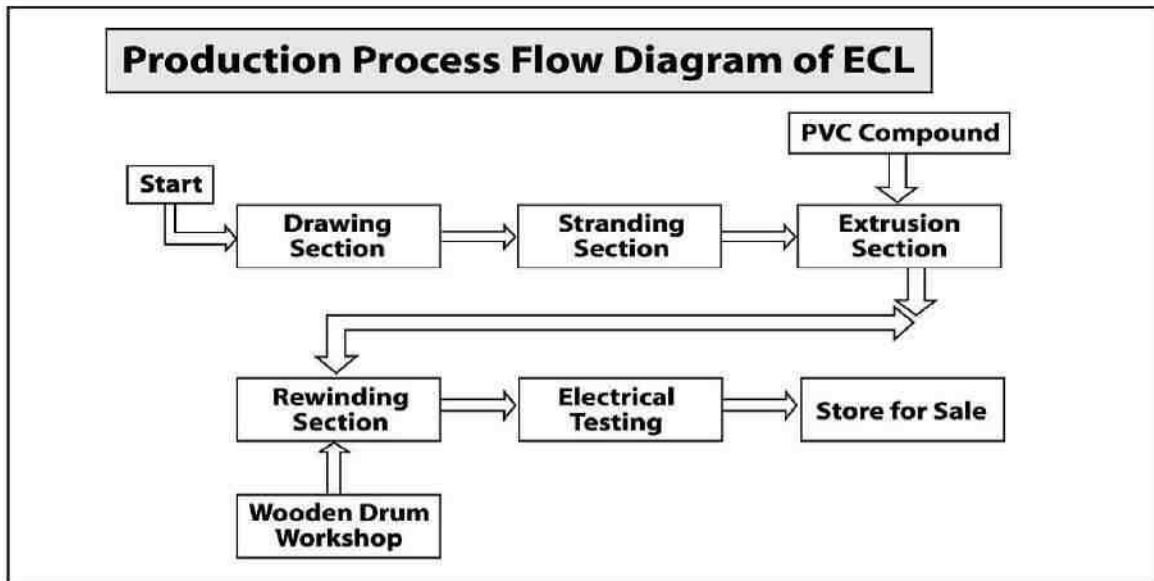 Production Process Flow Diagram of ECL
PVC Compound
Start
Drawing
Section
Stranding
Section
Extrusion
Section
Rewinding
Section
Electrical
Testing
Store for Sale
Wooden Drum
Workshop